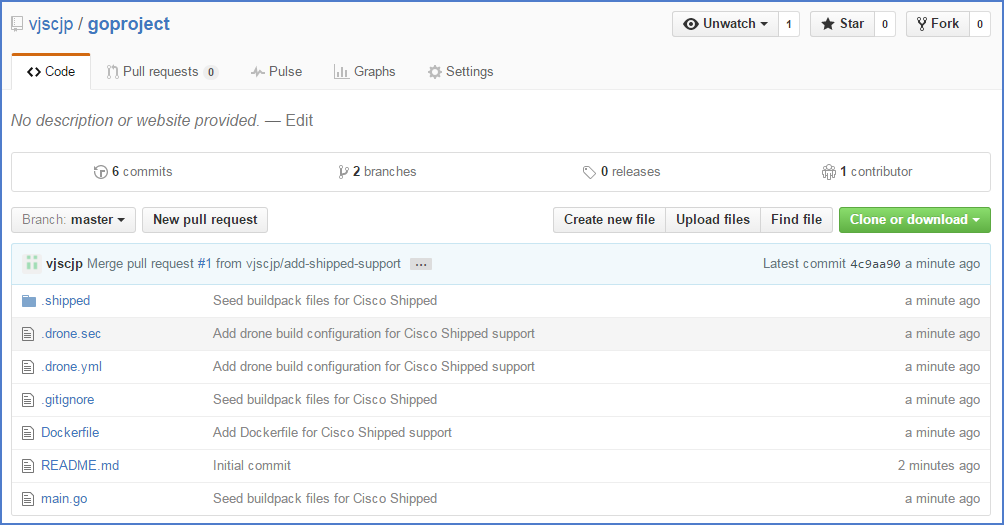 vjscjp / goproject Unwatch 1 Star 0 Fork 0
Code Pull requests 0 Pulse Graphs Settings
No description or website provided. — Edit
6 commits 2 branches 0 releases 1 contributor
Branch: master New pull request Create new file Upload files Find file Clone or download
vjscjp Merge pull request #1 from vjscjp/add-shipped-support ... Latest commit 4c9aa90 a minute ago
.shipped Seed buildpack files for Cisco Shipped a minute ago
.drone.sec Add drone build configuration for Cisco Shipped support a minute ago
.drone.yml Add drone build configuration for Cisco Shipped support a minute ago
.gitignore Seed buildpack files for Cisco Shipped a minute ago
Dockerfile Add Dockerfile for Cisco Shipped support a minute ago
README.md Initial commit 2 minutes ago
main.go Seed buildpack files for Cisco Shipped a minute ago